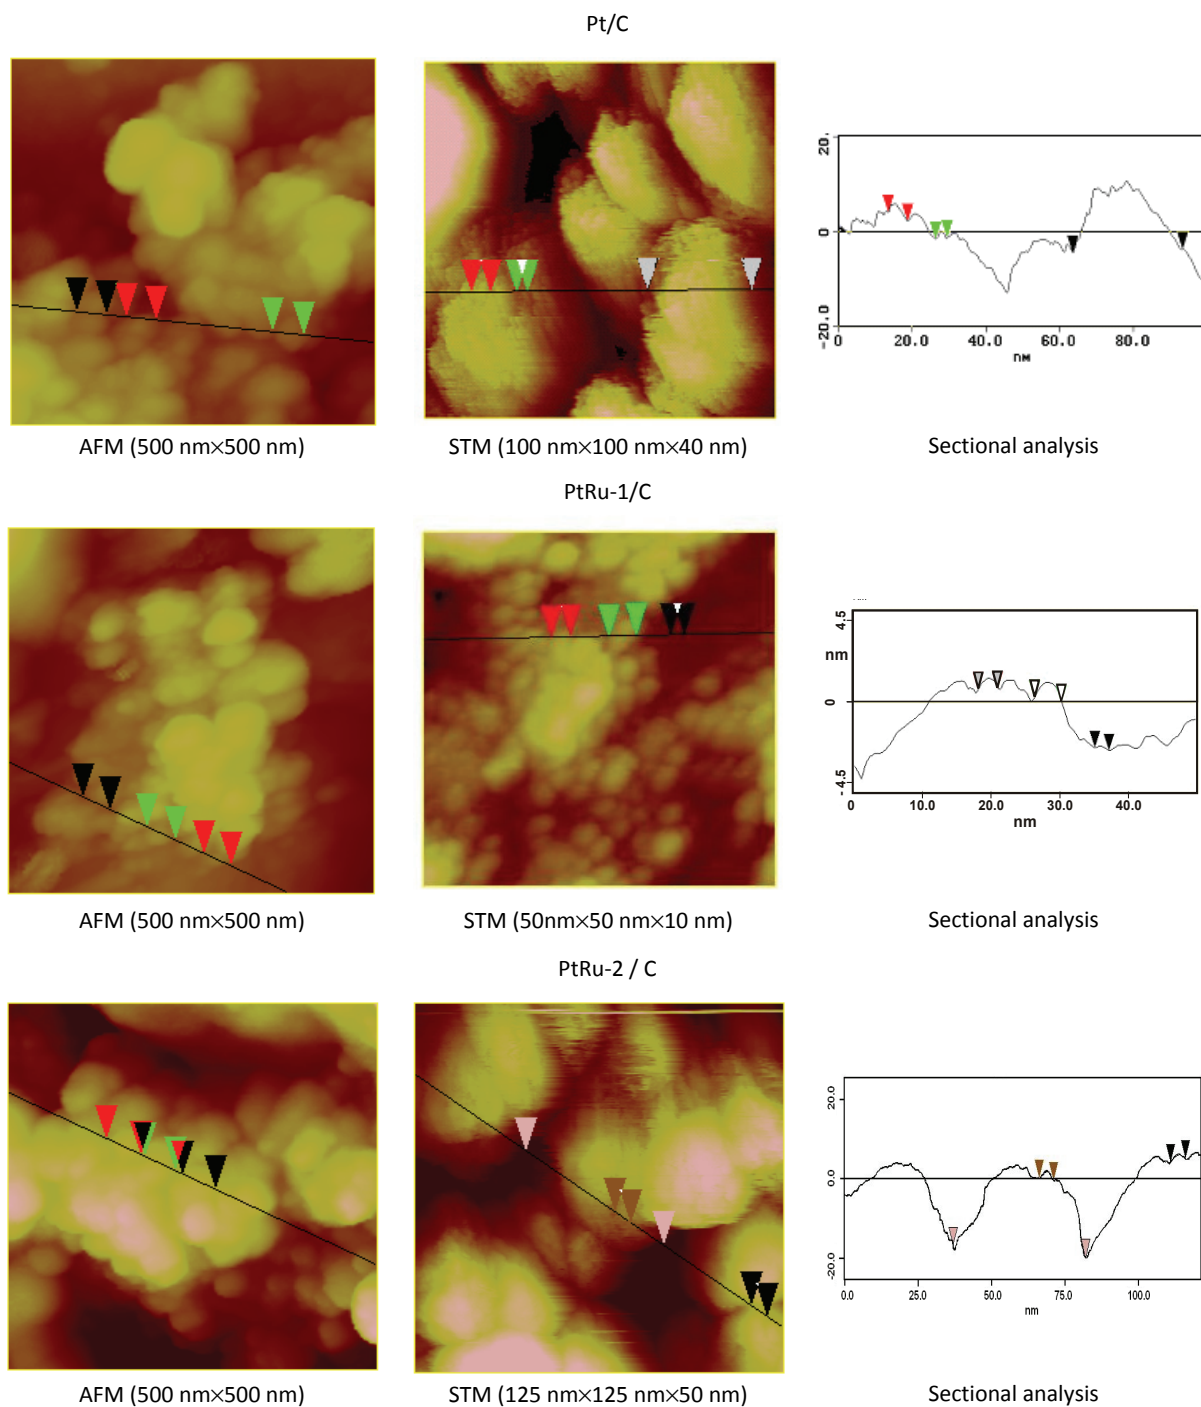 Pt/C
20.
0
-20.0
0 20.0 40.0 60.0 80.0
nM
AFM (500 nm×500 nm) STM (100 nm×100 nm×40 nm) Sectional analysis
PtRu-1/C
4.5
nm
0
-4.5
0 10.0 20.0 30.0 40.0
nm
AFM (500 nm×500 nm) STM (50nm×50 nm×10 nm) Sectional analysis
PtRu-2 / C
20.0
0.0
-20.0
0.0 25.0 50.0 75.0 100.0
nm
AFM (500 nm×500 nm) STM (125 nm×125 nm×50 nm) Sectional analysis